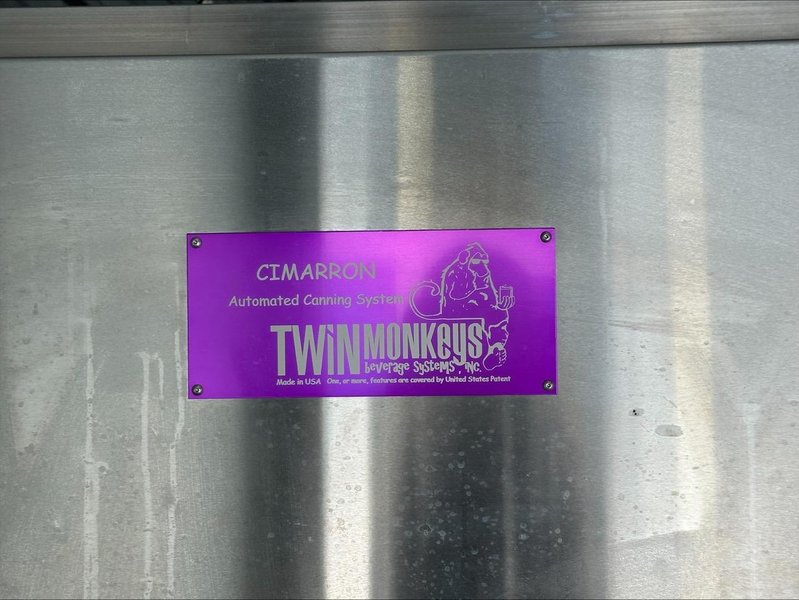 CIMARRON
Automated Canning System
TWiN MONKeys
beverage SysteMS, INC.
Made in USA One, or more, features are covered by United States Patent